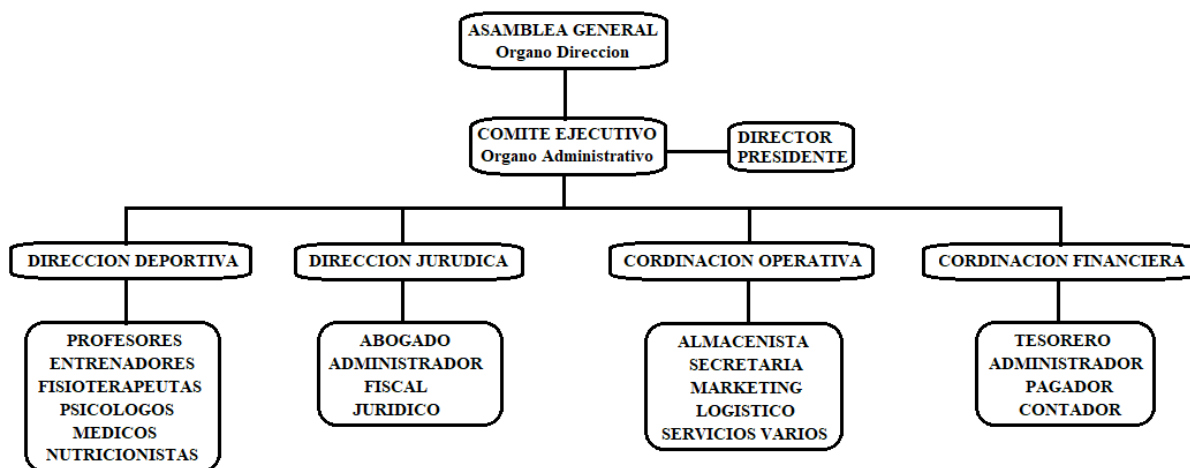 ASAMBLEA GENERAL
Organo Direccion
COMITE EJECUTIVO
Organo Administrativo
DIRECTOR
PRESIDENTE
DIRECCION DEPORTIVA
DIRECCION JURUDICA
CORDINACION OPERATIVA
CORDINACION FINANCIERA
PROFESORES
ENTRENADORES
FISIOTERAPEUTAS
PSICOLOGOS
MEDICOS
NUTRICIONISTAS
ABOGADO
ADMINISTRADOR
FISCAL
JURIDICO
ALMACENISTA
SECRETARIA
MARKETING
LOGISTICO
SERVICIOS VARIOS
TESORERO
ADMINISTRADOR
PAGADOR
CONTADOR